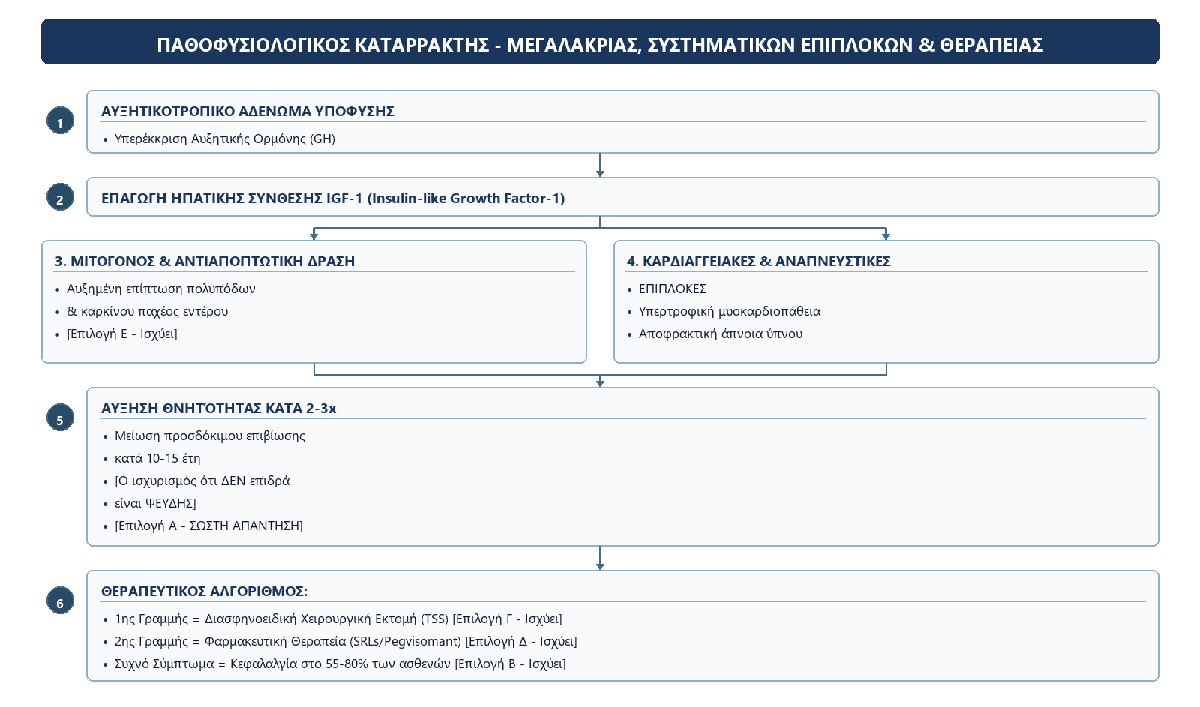 ΠΑΘΟΦΥΣΙΟΛΟΓΙΚΟΣ ΚΑΤΑΡΡΑΚΤΗΣ - ΜΕΓΑΛΑΚΡΙΑΣ, ΣΥΣΤΗΜΑΤΙΚΩΝ ΕΠΙΠΛΟΚΩΝ & ΘΕΡΑΠΕΙΑΣ
1
ΑΥΞΗΤΙΚΟΤΡΟΠΙΚΟ ΑΔΕΝΩΜΑ ΥΠΟΦΥΣΗΣ
• Υπερέκκριση Αυξητικής Ορμόνης (GH)
2
ΕΠΑΓΩΓΗ ΗΠΑΤΙΚΗΣ ΣΥΝΘΕΣΗΣ IGF-1 (Insulin-like Growth Factor-1)
3. ΜΙΤΟΓΟΝΟΣ & ΑΝΤΙΑΠΟΠΤΩΤΙΚΗ ΔΡΑΣΗ
• Αυξημένη επίπτωση πολυπόδων
• & καρκίνου παχέος εντέρου
• [Επιλογή Ε - Ισχύει]
4. ΚΑΡΔΙΑΓΓΕΙΑΚΕΣ & ΑΝΑΠΝΕΥΣΤΙΚΕΣ
• ΕΠΙΠΛΟΚΕΣ
• Υπερτροφική μυοκαρδιοπάθεια
• Αποφρακτική άπνοια ύπνου
5
ΑΥΞΗΣΗ ΘΝΗΤΌΤΗΤΑΣ ΚΑΤΑ 2-3x
• Μείωση προσδόκιμου επιβίωσης
• κατά 10-15 έτη
• [Ο ισχυρισμός ότι ΔΕΝ επιδρά
• είναι ΨΕΥΔΗΣ]
• [Επιλογή Α - ΣΩΣΤΗ ΑΠΑΝΤΗΣΗ]
6
ΘΕΡΑΠΕΥΤΙΚΟΣ ΑΛΓΟΡΙΘΜΟΣ:
• 1ης Γραμμής = Διασφηνοειδική Χειρουργική Εκτομή (TSS) [Επιλογή Γ - Ισχύει]
• 2ης Γραμμής = Φαρμακευτική Θεραπεία (SRLs/Pegvisomant) [Επιλογή Δ - Ισχύει]
• Συχνό Σύμπτωμα = Κεφαλαλγία στο 55-80% των ασθενών [Επιλογή Β - Ισχύει]